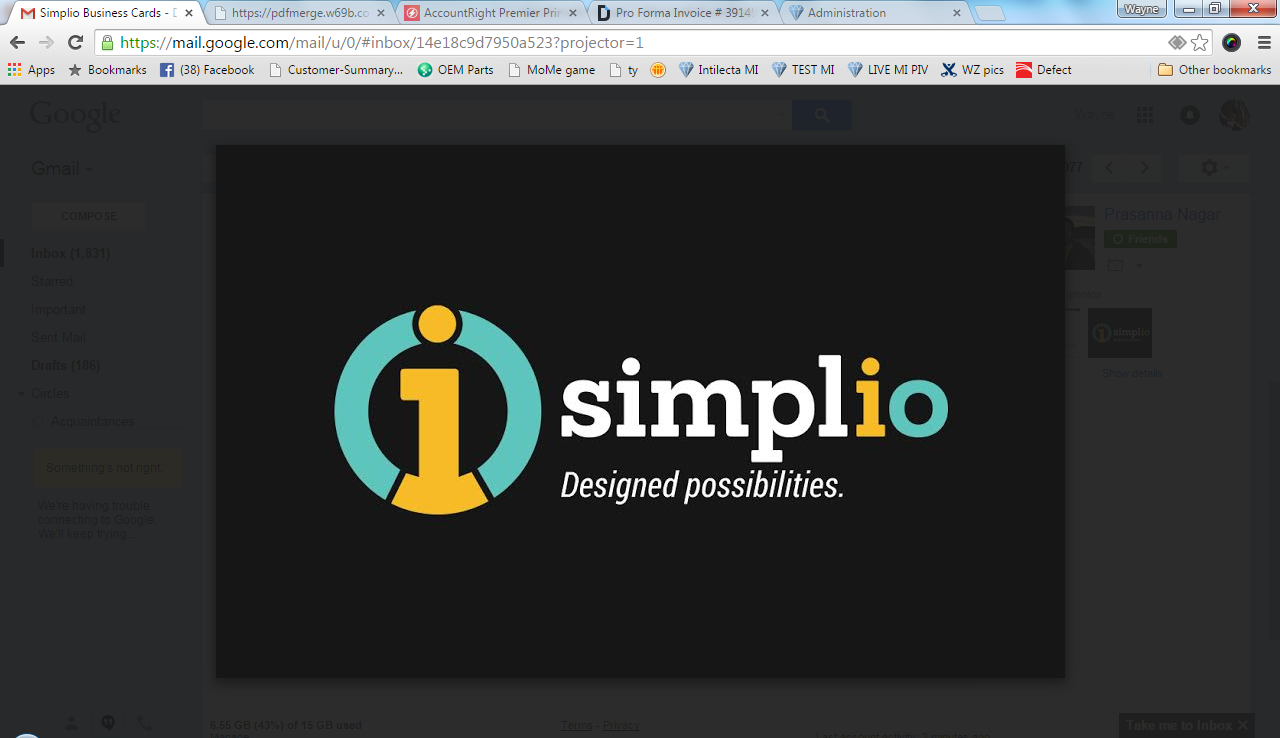 Simplio Business Cards - D
https://pdfmerge.w69b.co
AccountRight Premier Prin
Pro Forma Invoice # 3914
Administration
Wayne
https://mail.google.com/mail/u/0/#inbox/14e18c9d7950a523?projector=1
Apps
Bookmarks
(38) Facebook
Customer-Summary...
OEM Parts
MoMe game
ty
Intilecta MI
TEST MI
LIVE MI PIV
WZ pics
Defect
Other bookmarks
Google
Wayne
Gmail
077
COMPOSE
Prasanna Nagar
Friends
Inbox (1,831)
Starred
Important
Sent Mail
Drafts (186)
Circles
Acquaintances
Show details
simplio
Designed possibilities.
Something's not right.
We're having trouble
connecting to Google.
We'll keep trying...
6.55 GB (43%) of 15 GB used
Manage
Terms - Privacy
Take me to Inbox